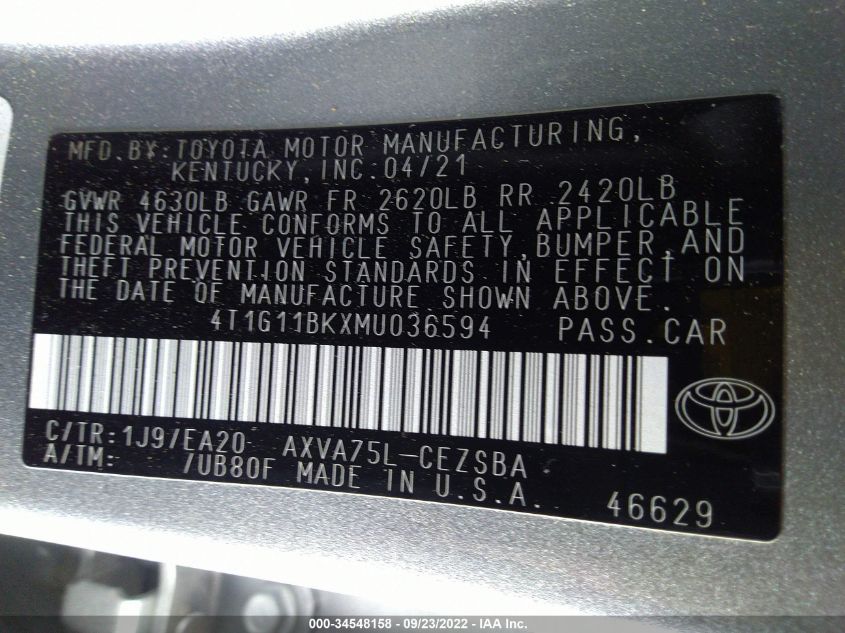 MFD. BY: TOYOTA MOTOR MANUFACTURING,
KENTUCKY, INC. 04/21
GVWR 4630LB GAWR FR 2620LB RR 2420LB
THIS VEHICLE CONFORMS TO ALL APPLICABLE
FEDERAL MOTOR VEHICLE SAFETY, BUMPER, AND
THEFT PREVENTION STANDARDS IN EFFECT ON
THE DATE OF MANUFACTURE SHOWN ABOVE.
4T1G11BKXMU036594 PASS. CAR
C/TR: 1J9/EA20 AXVA75L-CEZSBA
A/TM: /UB80F MADE IN U.S.A.
46629
000-34548158 - 09/23/2022 - IAA Inc.